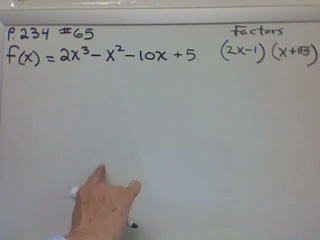 P.234 #65
Factors
f(x) = 2x³ - x² - 10x + 5
(2x-1) (x+√5)